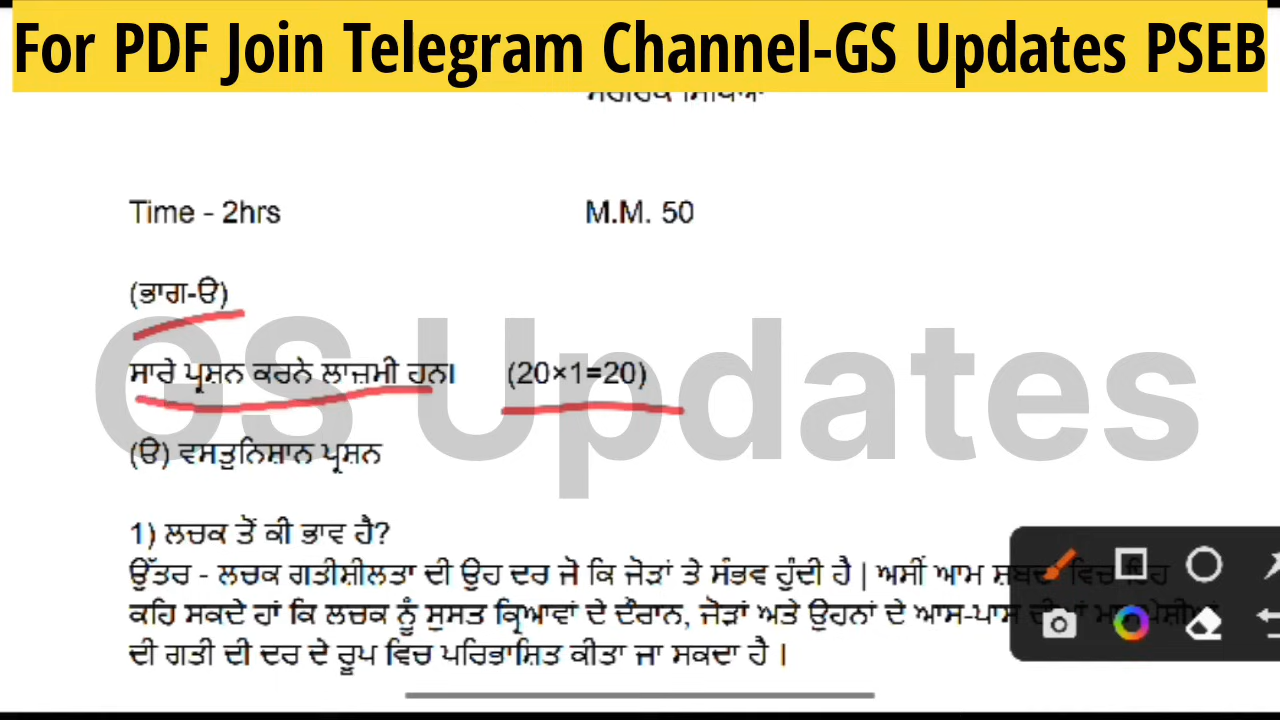 For PDF Join Telegram Channel-GS Updates PSEB
Time - 2hrs M.M. 50
(ਭਾਗ-ੳ)
ਸਾਰੇ ਪ੍ਰਸ਼ਨ ਕਰਨੇ ਲਾਜ਼ਮੀ ਹਨ। (20×1=20)
GS Updates
(ੳ) ਵਸਤੁਨਿਸ਼ਾਨ ਪ੍ਰਸ਼ਨ
1) ਲਚਕ ਤੋਂ ਕੀ ਭਾਵ ਹੈ?
ਉੱਤਰ - ਲਚਕ ਗਤੀਸ਼ੀਲਤਾ ਦੀ ਉਹ ਦਰ ਜੋ ਕਿ ਜੋੜਾਂ ਤੇ ਸੰਭਵ ਹੁੰਦੀ ਹੈ | ਅਸੀਂ ਆਮ ਸ਼ਬਦਾਂ ਵਿਚ
ਕਹਿ ਸਕਦੇ ਹਾਂ ਕਿ ਲਚਕ ਨੂੰ ਸੁਸਤ ਕ੍ਰਿਆਵਾਂ ਦੇ ਦੌਰਾਨ, ਜੋੜਾਂ ਅਤੇ ਉਹਨਾਂ ਦੇ ਆਸ-ਪਾਸ
ਦੀ ਗਤੀ ਦੀ ਦਰ ਦੇ ਰੂਪ ਵਿਚ ਪਰਿਭਾਸ਼ਿਤ ਕੀਤਾ ਜਾ ਸਕਦਾ ਹੈ ।